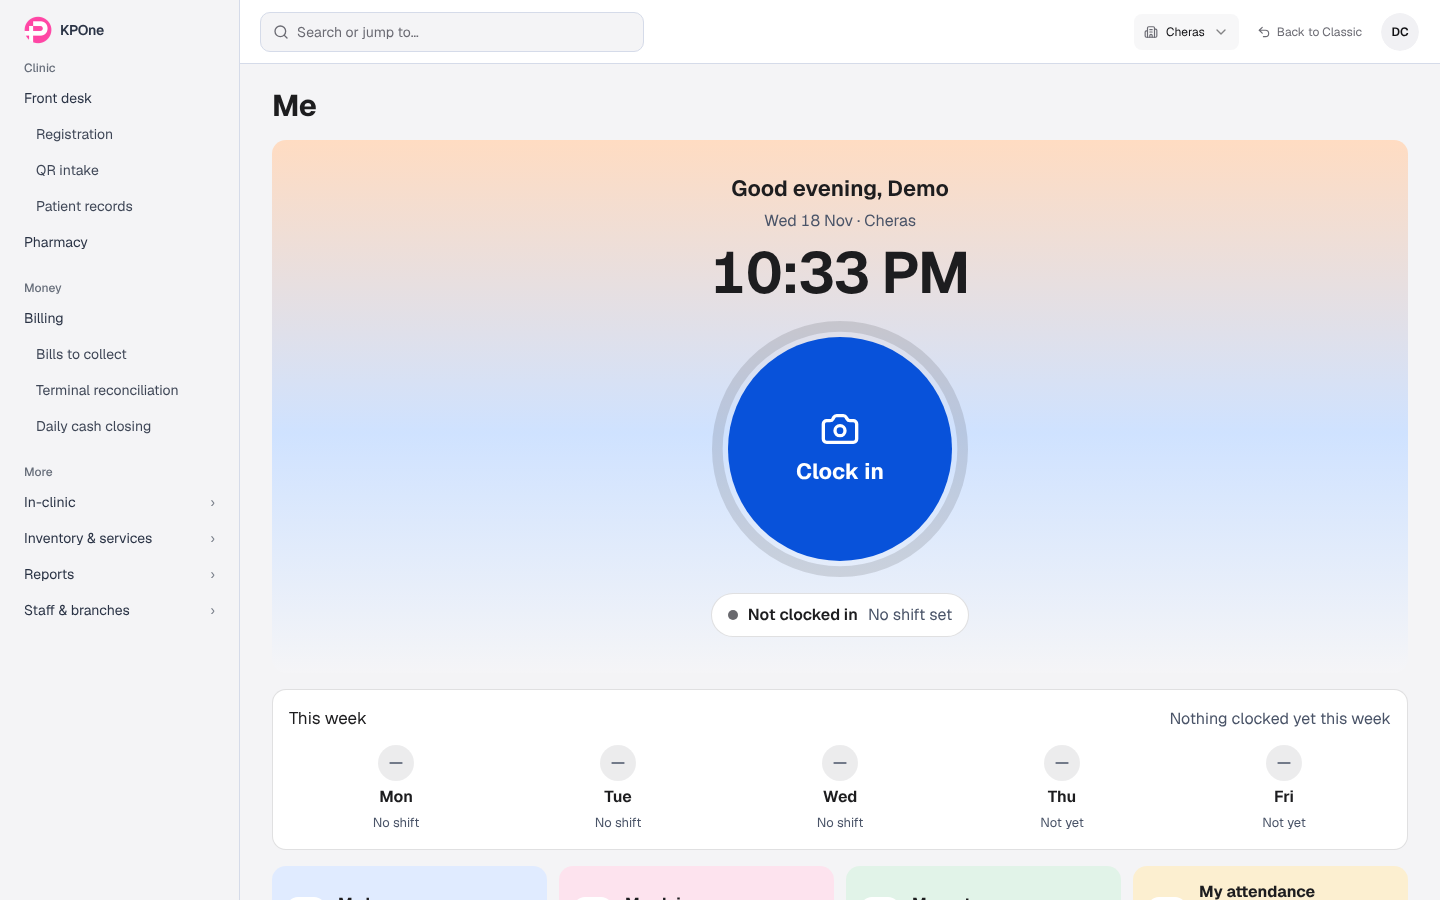 KPOne
Clinic
Front desk
Registration
QR intake
Patient records
Pharmacy
Money
Billing
Bills to collect
Terminal reconciliation
Daily cash closing
More
In-clinic
Inventory & services
Reports
Staff & branches
Search or jump to...
Cheras
Back to Classic
DC
Me
Good evening, Demo
Wed 18 Nov · Cheras
10:33 PM
Clock in
Not clocked in No shift set
This week
Nothing clocked yet this week
Mon
No shift
Tue
No shift
Wed
No shift
Thu
Not yet
Fri
Not yet
My attendance